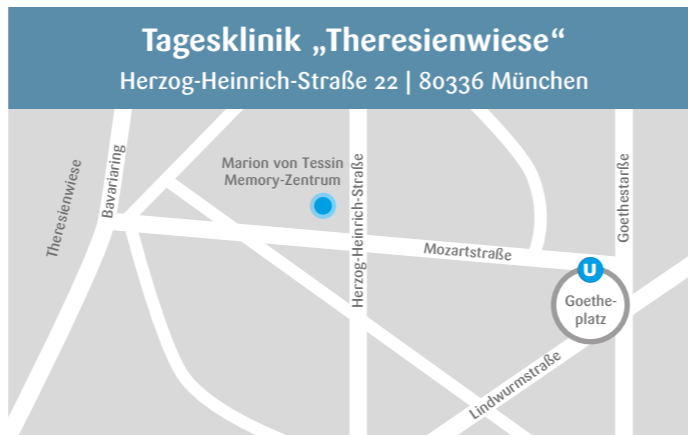 Tagesklinik „Theresienwiese“
Herzog-Heinrich-Straße 22 | 80336 München
Theresienwiese
Bavariaring
Marion von Tessin
Memory-Zentrum
Herzog-Heinrich-Straße
Mozartstraße
Goethestarße
U
Goethe-
platz
Lindwurmstraße